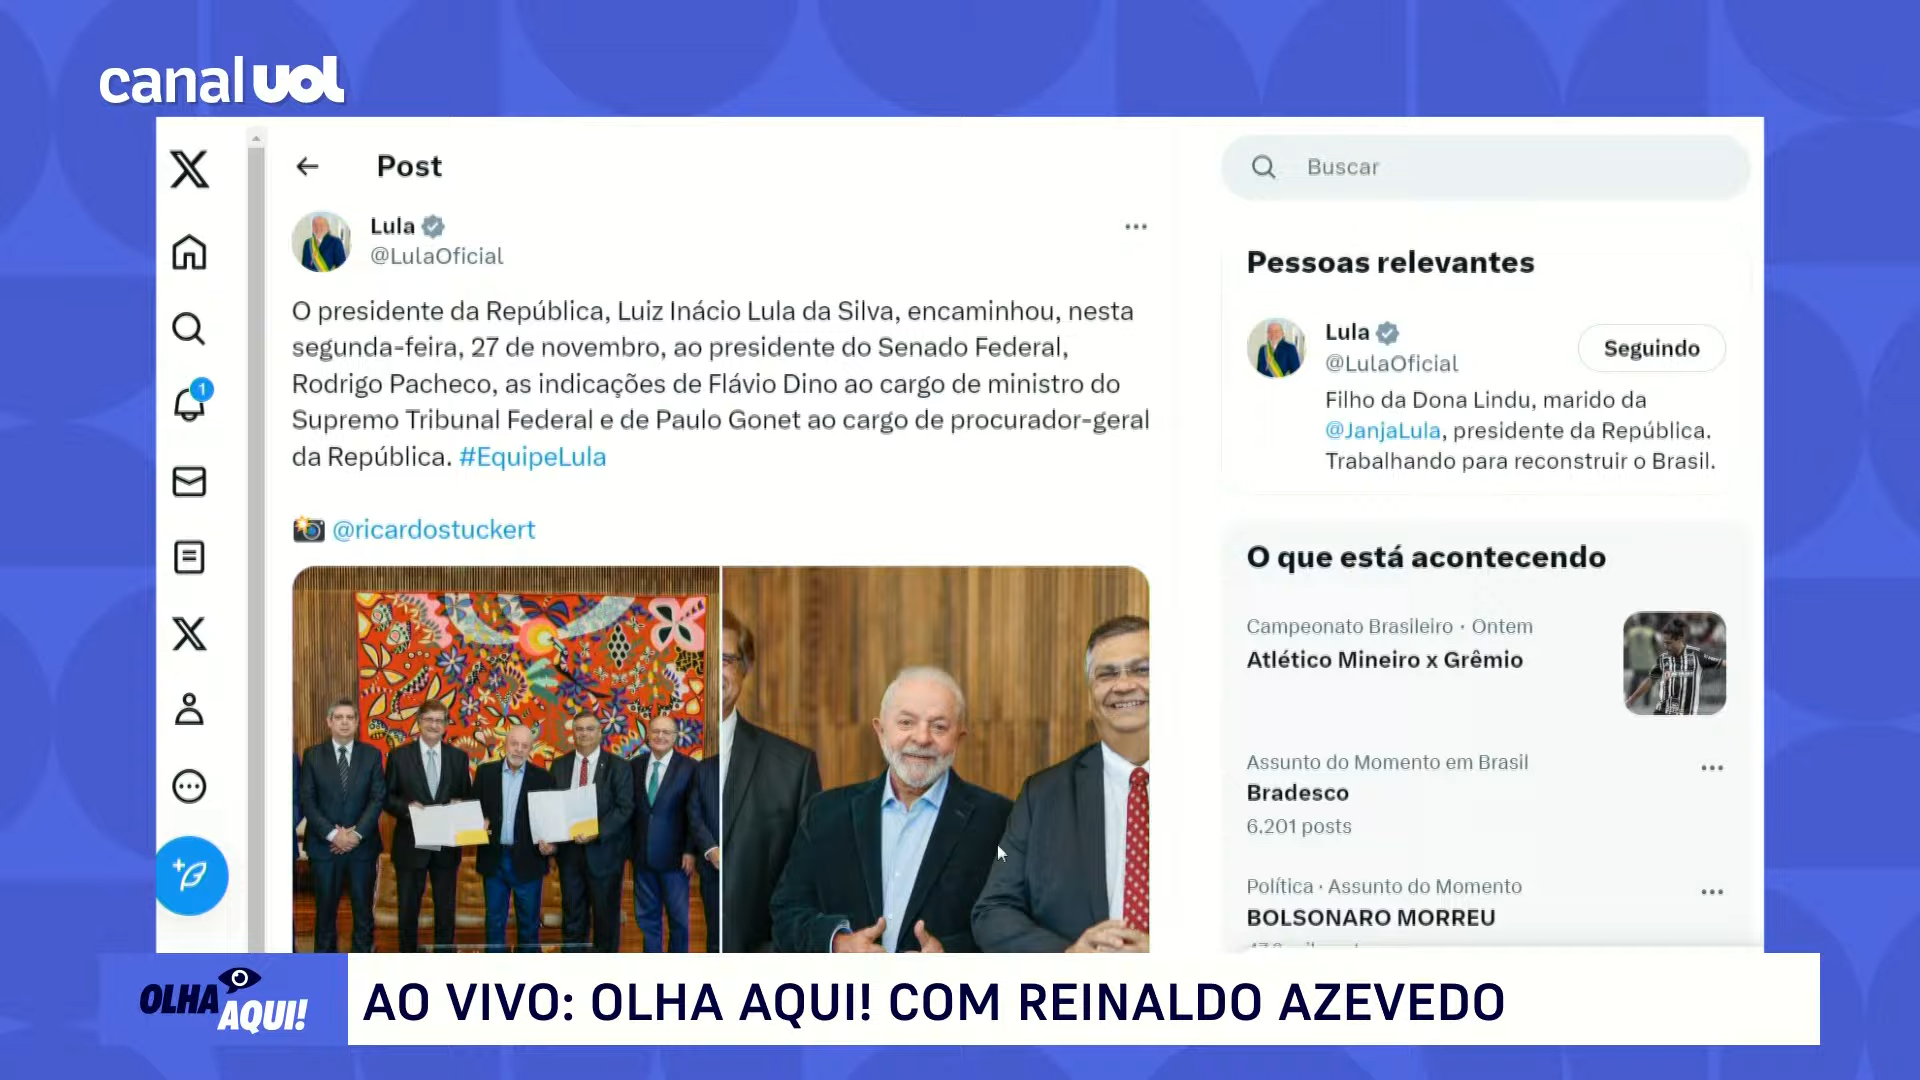 canal UOL
Post
Lula
@LulaOficial
O presidente da República, Luiz Inácio Lula da Silva, encaminhou, nesta
segunda-feira, 27 de novembro, ao presidente do Senado Federal,
Rodrigo Pacheco, as indicações de Flávio Dino ao cargo de ministro do
Supremo Tribunal Federal e de Paulo Gonet ao cargo de procurador-geral
da República. #EquipeLula
@ricardostuckert
1
Buscar
Pessoas relevantes
Lula
@LulaOficial
Seguindo
Filho da Dona Lindu, marido da
@JanjaLula, presidente da República.
Trabalhando para reconstruir o Brasil.
O que está acontecendo
Campeonato Brasileiro · Ontem
Atlético Mineiro x Grêmio
Assunto do Momento em Brasil
Bradesco
6.201 posts
Política · Assunto do Momento
BOLSONARO MORREU
OLHA
AQUI!
AO VIVO: OLHA AQUI! COM REINALDO AZEVEDO